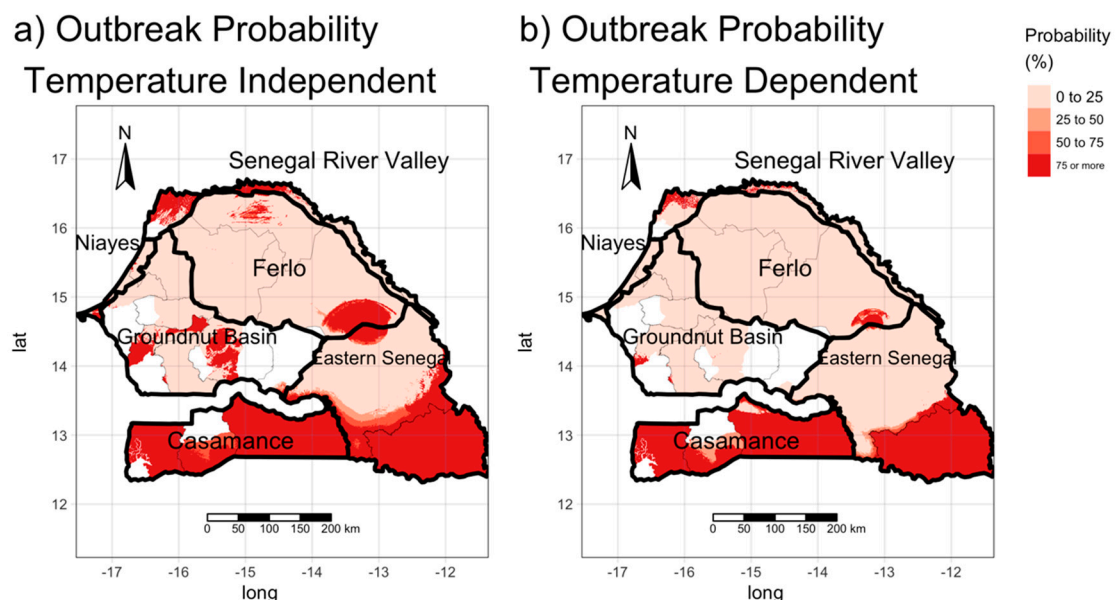 a) Outbreak Probability
Temperature Independent
N
17
16
15
14
13
12
lat
Senegal River Valley
Niayes
Ferlo
Groundnut Basin
Eastern Senegal
Casamance
0 50 100 150 200 km
-17 -16 -15 -14 -13 -12
long
b) Outbreak Probability
Temperature Dependent
N
17
16
15
14
13
12
lat
Senegal River Valley
Niayes
Ferlo
Groundnut Basin
Eastern Senegal
Casamance
0 50 100 150 200 km
-17 -16 -15 -14 -13 -12
long
Probability
(%)
0 to 25
25 to 50
50 to 75
75 or more